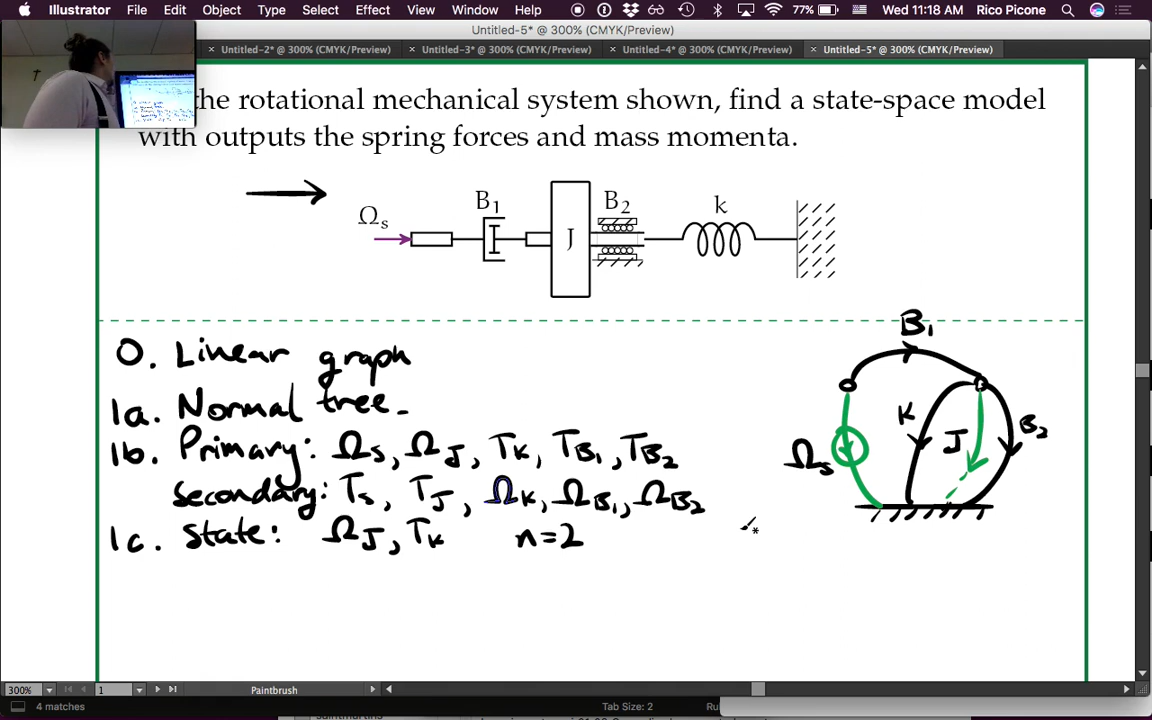 Illustrator File Edit Object Type Select Effect View Window Help 77% Wed 11:18 AM Rico Picone
Untitled-5* @ 300% (CMYK/Preview)
Untitled-2* @ 300% (CMYK/Preview) Untitled-3* @ 300% (CMYK/Preview) Untitled-4* @ 300% (CMYK/Preview) Untitled-5* @ 300% (CMYK/Preview)
the rotational mechanical system shown, find a state-space model
with outputs the spring forces and mass momenta.
Ωs B1 J B2 k
0. Linear graph
1a. Normal tree.
1b. Primary: Ωs, ΩJ, TK, TB1, TB2
secondary: Ts, TJ, ΩK, ΩB1, ΩB2
1c. State: ΩJ, TK n=2
B1
K J B2
Ωs
300% 1 Paintbrush
4 matches Tab Size: 2